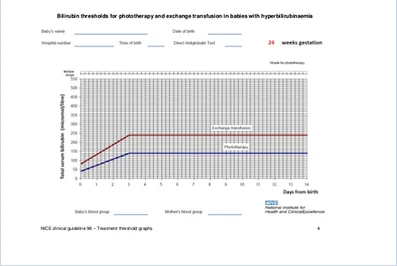 Bilirubin thresholds for phototherapy and exchange transfusion in babies with hyperbilirubinaemia
Baby's name Date of birth
Hospital number Time of birth Direct Antiglobulin Test 24 weeks gestation
Shade for phototherapy
Multiple
550
500
450
400
350
300
250
200
150
100
50
0
Total serum bilirubin (micromol/litre)
Exchange transfusion
Phototherapy
0 1 2 3 4 5 6 7 8 9 10 11 12 13 14
Days from birth
Baby's blood group Mother's blood group
NHS
National Institute for
Health and Clinical Excellence
NICE clinical guideline 98 – Treatment threshold graphs 4